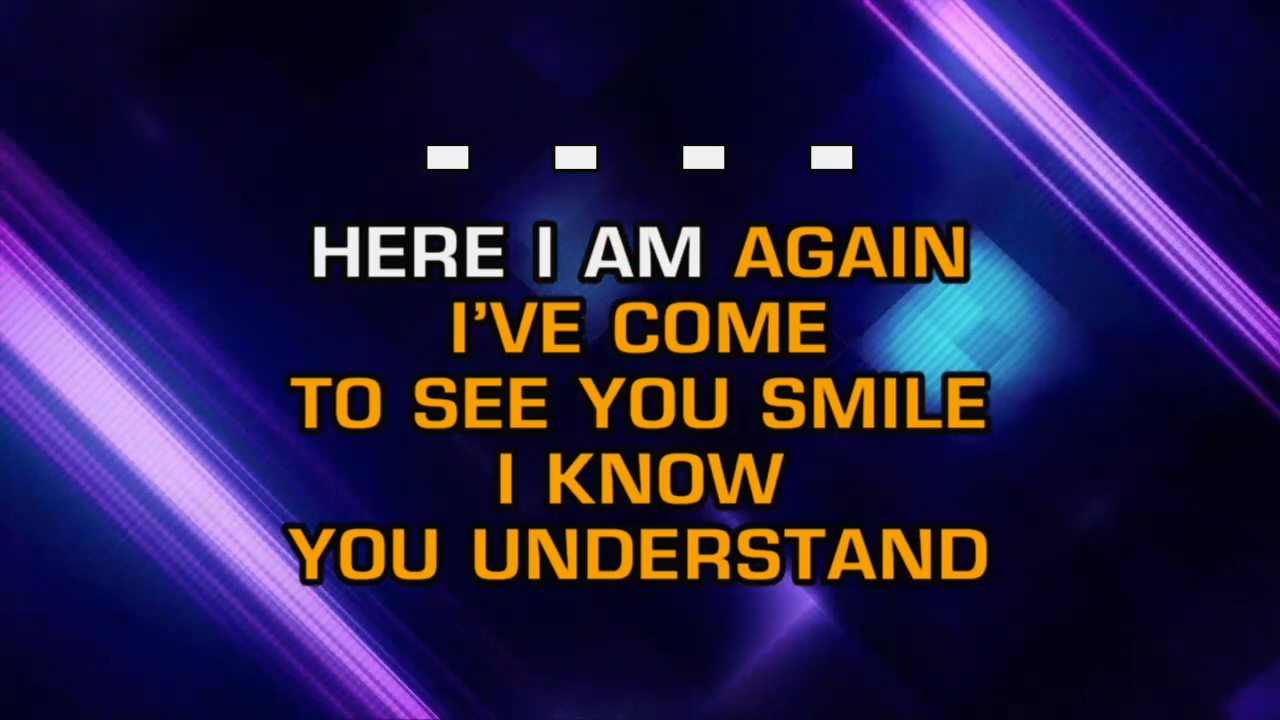 HERE I AM AGAIN
I’VE COME
TO SEE YOU SMILE
I KNOW
YOU UNDERSTAND